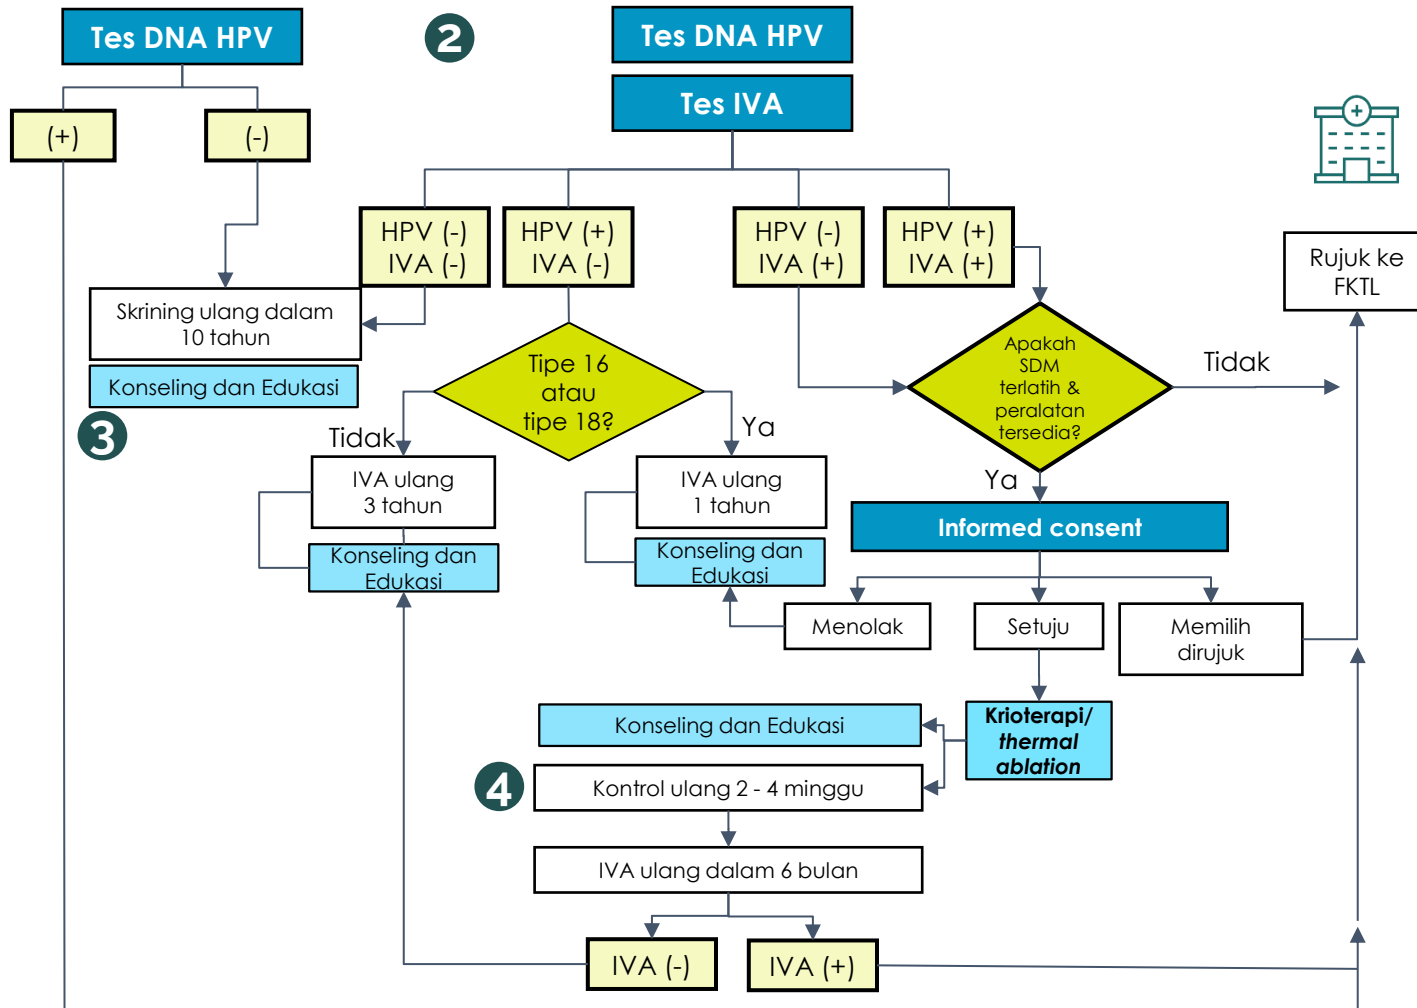 Tes DNA HPV
2
Tes DNA HPV
Tes IVA
(+)
(-)
HPV (-)
IVA (-)
HPV (+)
IVA (-)
HPV (-)
IVA (+)
HPV (+)
IVA (+)
Rujuk ke
FKTL
Skrining ulang dalam
10 tahun
Konseling dan Edukasi
3
Tipe 16
atau
tipe 18?
Tidak
Ya
Apakah
SDM
terlatih &
peralatan
tersedia?
Tidak
Ya
IVA ulang
3 tahun
Konseling dan
Edukasi
IVA ulang
1 tahun
Konseling dan
Edukasi
Informed consent
Menolak
Setuju
Memilih
dirujuk
Krioterapi/
thermal
ablation
Konseling dan Edukasi
4
Kontrol ulang 2 - 4 minggu
IVA ulang dalam 6 bulan
IVA (-)
IVA (+)